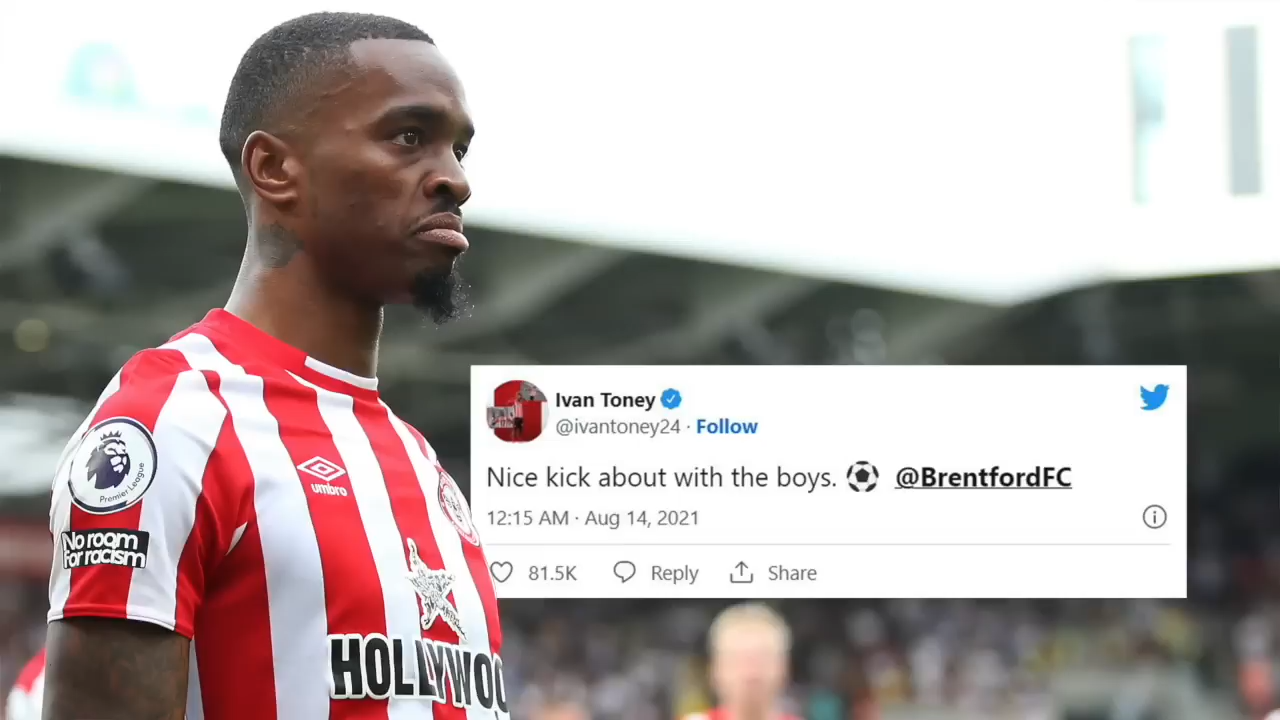 Ivan Toney
@ivantoney24 · Follow
Nice kick about with the boys. ⚽ @BrentfordFC
12:15 AM · Aug 14, 2021
81.5K Reply Share
Premier League
No room
for racism
umbro
HOLLYWOO